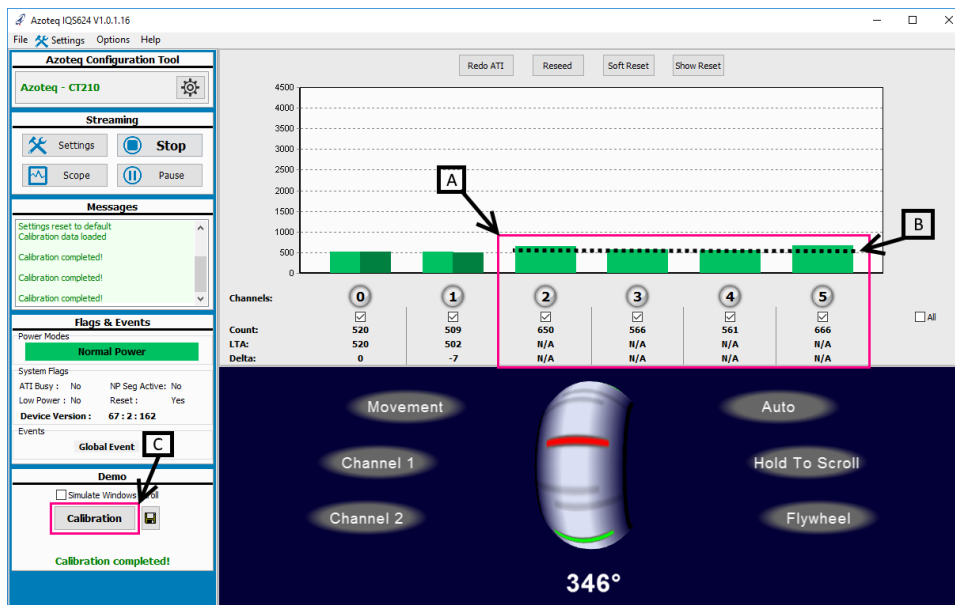 Azoteq IQS624 V1.0.1.16
File Settings Options Help
Azoteq Configuration Tool
Azoteq - CT210
Streaming
Settings Stop
Scope Pause
Messages
Settings reset to default
Calibration data loaded
Calibration completed!
Calibration completed!
Calibration completed!
Flags & Events
Power Modes
Normal Power
System Flags
ATI Busy : No NP Seg Active: No
Low Power : No Reset : Yes
Device Version : 67 : 2 : 162
Events
Global Event
C
Demo
Simulate Windows
Calibration
Calibration completed!
Redo ATI Reseed Soft Reset Show Reset
4500
4000
3500
3000
2500
2000
1500
1000
500
0
A
B
Channels: 0 1 2 3 4 5
All
Count: 520 509 650 566 561 666
LTA: 520 502 N/A N/A N/A N/A
Delta: 0 -7 N/A N/A N/A N/A
Movement Auto
Channel 1 Hold To Scroll
Channel 2 Flywheel
346°